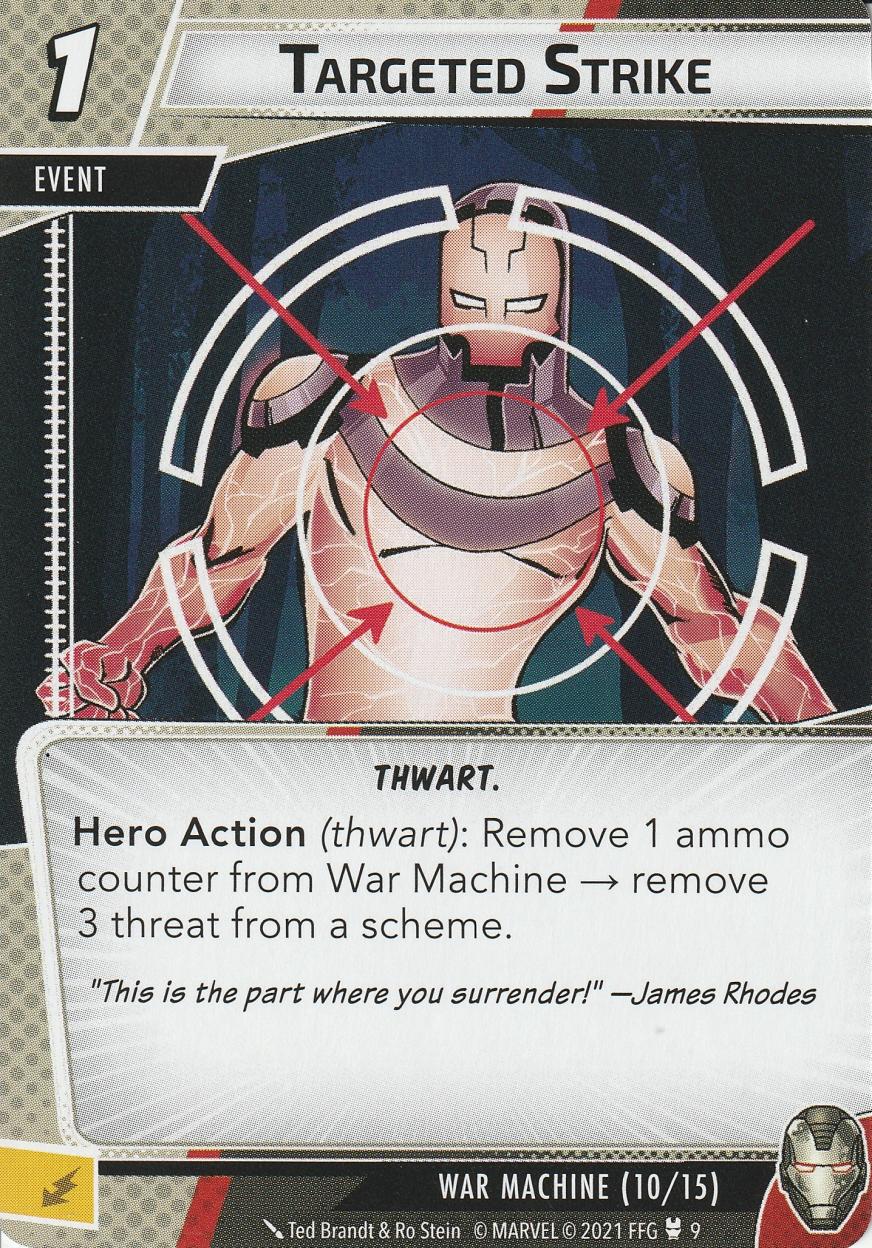 1
TARGETED STRIKE
EVENT
THWART.
Hero Action (thwart): Remove 1 ammo
counter from War Machine → remove
3 threat from a scheme.
"This is the part where you surrender!" —James Rhodes
WAR MACHINE (10/15)
Ted Brandt & Ro Stein © MARVEL © 2021 FFG 9